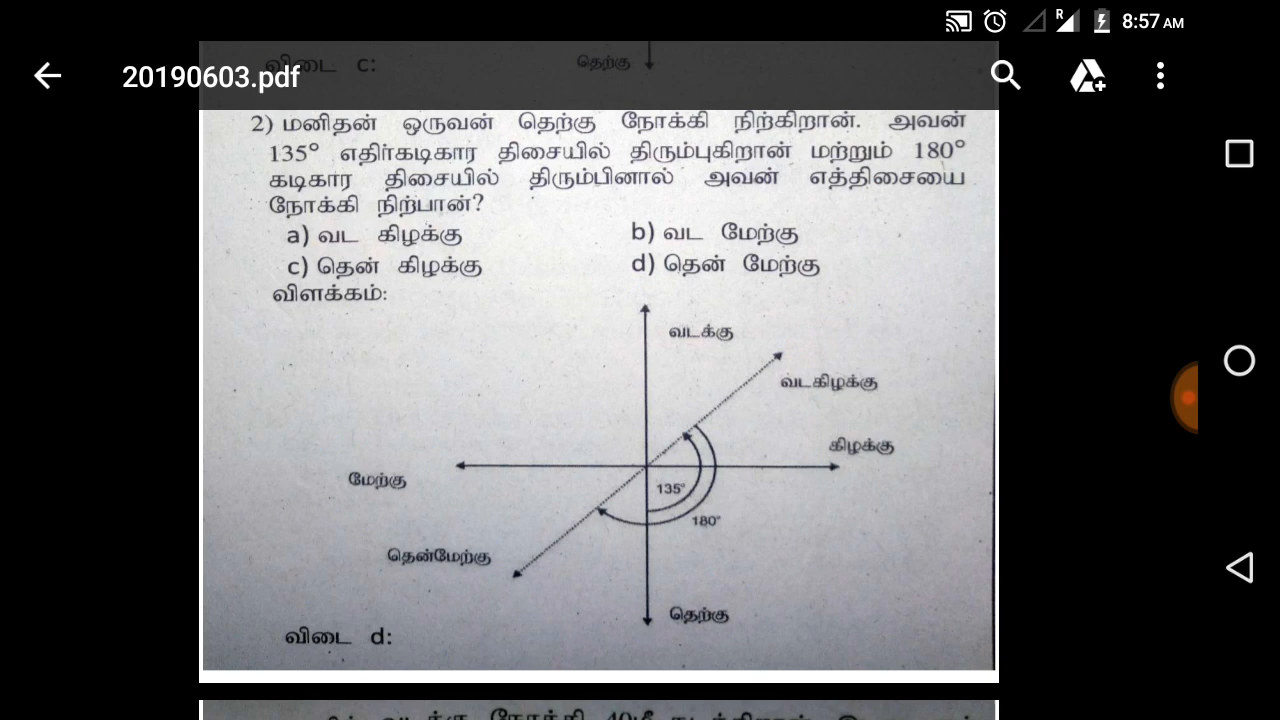 R 8:57 AM
விடை c:
தெற்கு
20190603.pdf
2) மனிதன் ஒருவன் தெற்கு நோக்கி நிற்கிறான். அவன்
135° எதிர்கடிகார திசையில் திரும்புகிறான் மற்றும் 180°
கடிகார திசையில் திரும்பினால் அவன் எத்திசையை
நோக்கி நிற்பான்?
a) வட கிழக்கு
b) வட மேற்கு
c) தென் கிழக்கு
d) தென் மேற்கு
விளக்கம்:
வடக்கு
வடகிழக்கு
கிழக்கு
மேற்கு
135°
180°
தென்மேற்கு
தெற்கு
விடை d: